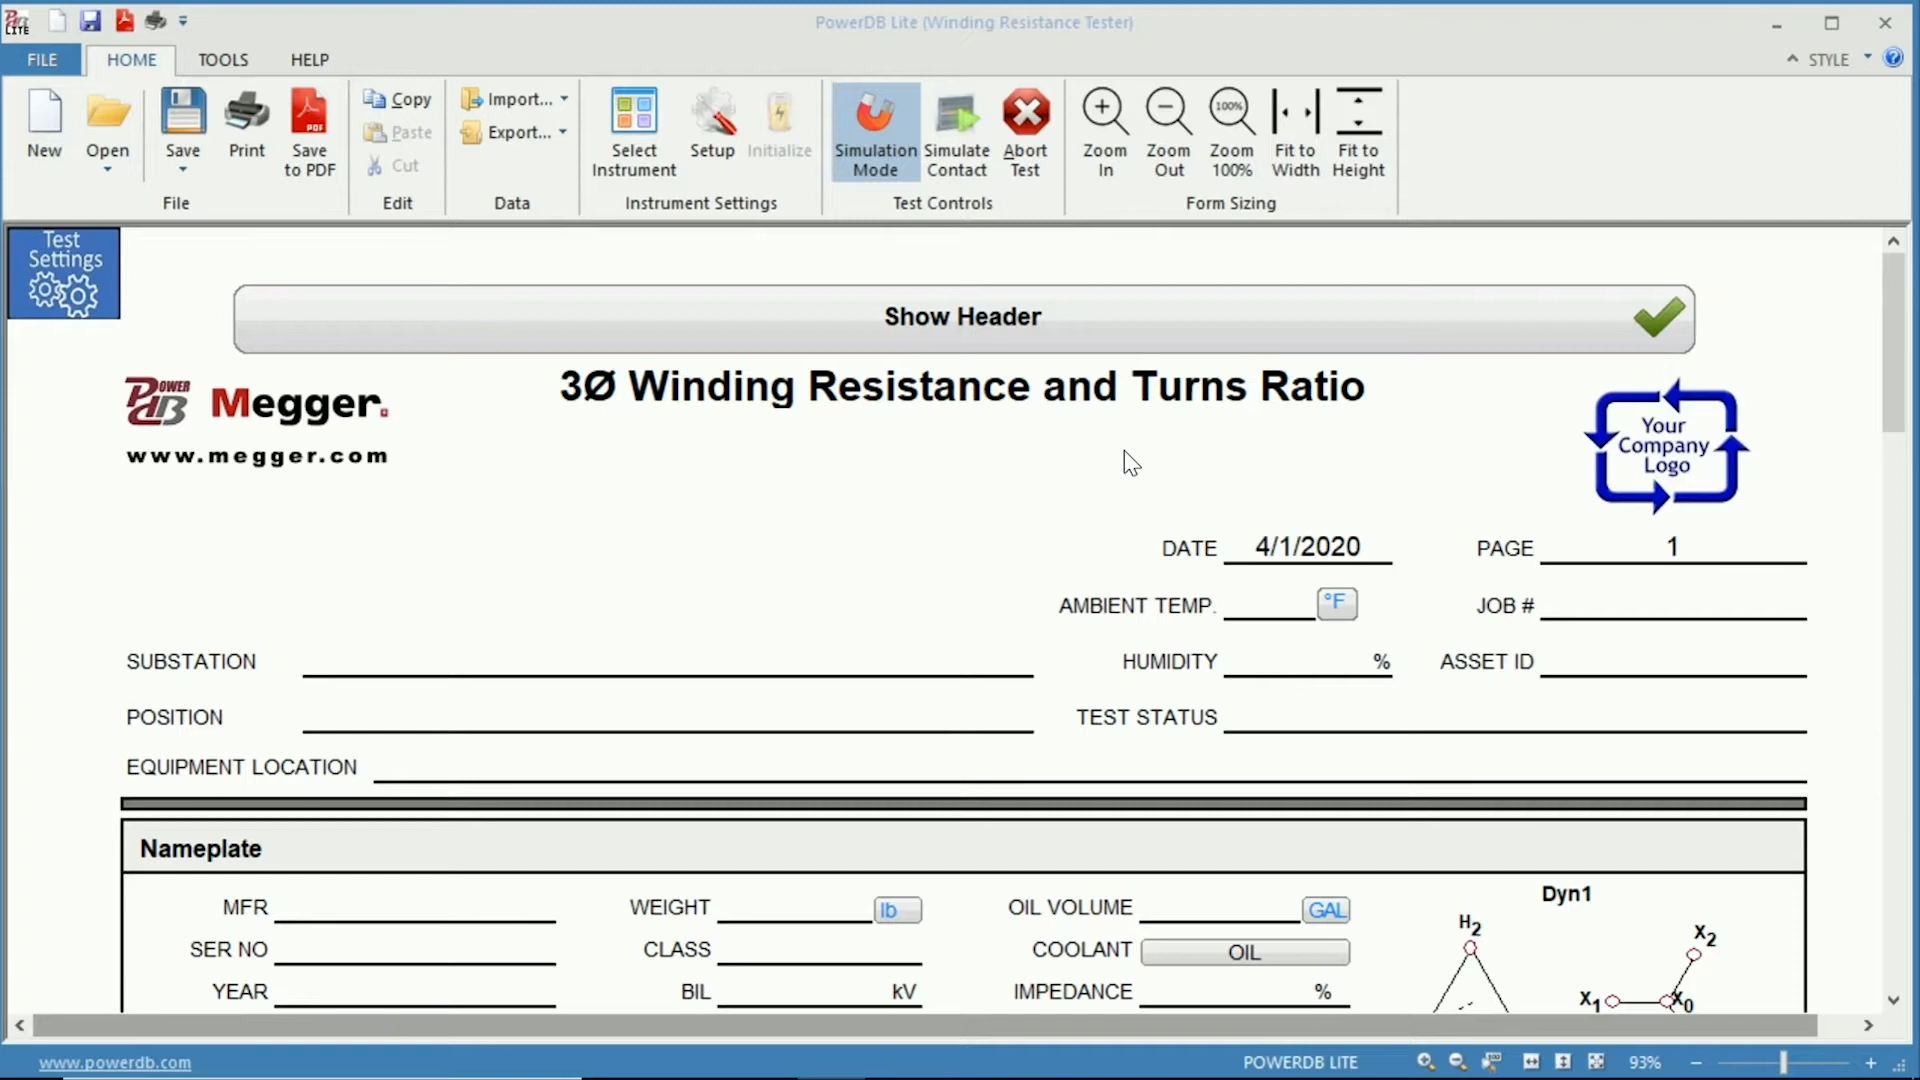 PowerDB Lite (Winding Resistance Tester)
FILE HOME TOOLS HELP STYLE
New Open Save Print Save to PDF
File
Copy
Paste
Cut
Edit
Import...
Export...
Data
Select Instrument Setup Initialize
Instrument Settings
Simulation Mode Simulate Contact Abort Test
Test Controls
Zoom In Zoom Out 100% Zoom 100% Fit to Width Fit to Height
Form Sizing
Test
Settings
Show Header
POWER DB Megger.
www.megger.com
3Ø Winding Resistance and Turns Ratio
Your
Company
Logo
DATE 4/1/2020 PAGE 1
AMBIENT TEMP. °F JOB #
SUBSTATION HUMIDITY % ASSET ID
POSITION TEST STATUS
EQUIPMENT LOCATION
Nameplate
MFR WEIGHT lb OIL VOLUME GAL
SER NO CLASS COOLANT OIL
YEAR BIL kV IMPEDANCE %
Dyn1
H2
X2
X1 X0
www.powerdb.com POWERDB LITE 93%